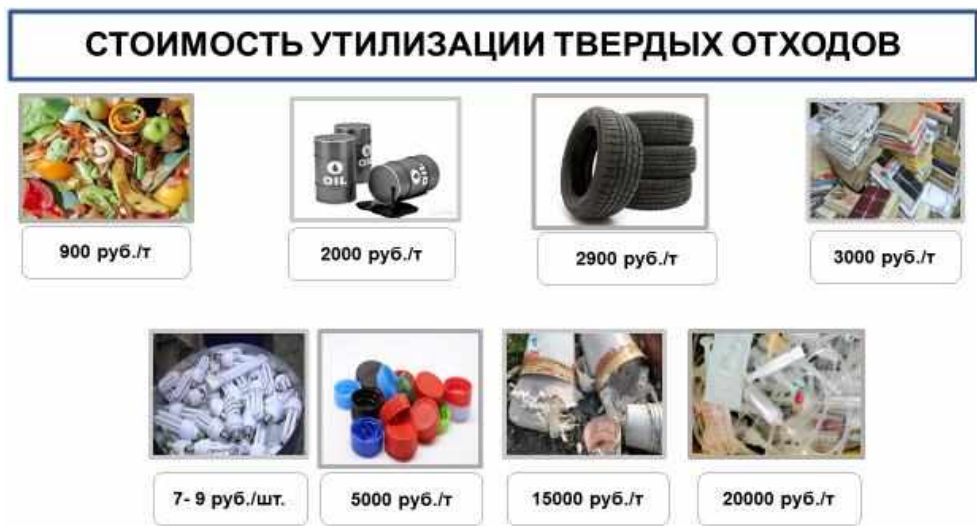 СТОИМОСТЬ УТИЛИЗАЦИИ ТВЕРДЫХ ОТХОДОВ
OIL
OIL
900 руб./т
2000 руб./т
2900 руб./т
3000 руб./т
7- 9 руб./шт.
5000 руб./т
15000 руб./т
20000 руб./т